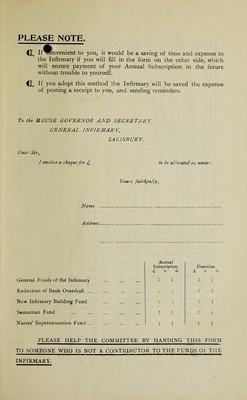 PLEASE NOTE.
₵. If convenient to you, it would be a saving of time and expense to
the Infirmary if you will fill in the form on the other side, which
will ensure payment of your Annual Subscription in the future
without trouble to yourself.
₵. If you adopt this method the Infirmary will be saved the expense
of posting a receipt to you, and sending reminders.
To the HOUSE GOVERNOR AND SECRETARY
GENERAL INFIRMARY,
SALISBURY.
Dear Sir,
I enclose a cheque for £ to be allocated as under:
Yours faithfully,
Name
Address
Annual
Subscription. Donation
£ s. d. £ s. d.
General Funds of the Infirmary ... ... : : : :
Reduction of Bank Overdraft ... ... ... : : : :
New Infirmary Building Fund ... ... : : : :
Samaritan Fund ... ... ... ... : : : :
Nurses' Superannuation Fund ... ... ... : : : :
PLEASE HELP THE COMMITTEE BY HANDING THIS FORM
TO SOMEONE WHO IS NOT A CONTRIBUTOR TO THE FUNDS OF THE
INFIRMARY.